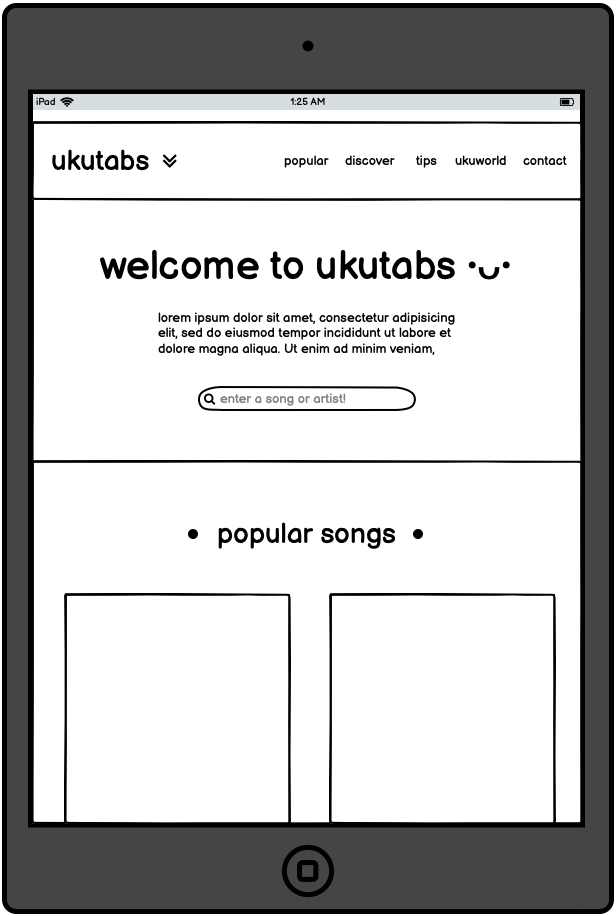 iPad 1:25 AM
ukutabs popular discover tips ukuworld contact
welcome to ukutabs
lorem ipsum dolor sit amet, consectetur adipisicing
elit, sed do eiusmod tempor incididunt ut labore et
dolore magna aliqua. Ut enim ad minim veniam,
enter a song or artist!
• popular songs •